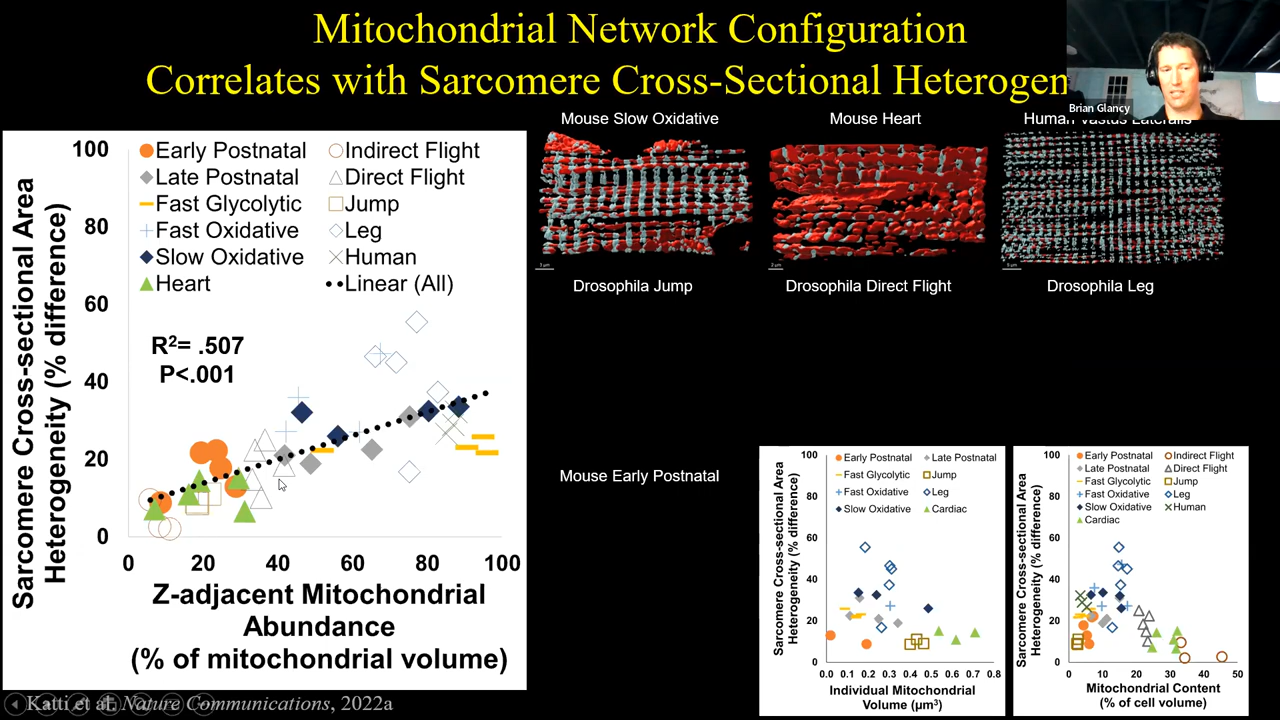 Mitochondrial Network Configuration
Correlates with Sarcomere Cross-Sectional Heterogen
Brian Glancy
Mouse Slow Oxidative
Mouse Heart
Human Vastus Lateralis
Drosophila Jump
Drosophila Direct Flight
Drosophila Leg
Mouse Early Postnatal
Sarcomere Cross-sectional Area
Heterogeneity (% difference)
100
80
60
40
20
0
Early Postnatal
Indirect Flight
Late Postnatal
Direct Flight
Fast Glycolytic
Jump
Fast Oxidative
Leg
Slow Oxidative
Human
Heart
Linear (All)
R²= .507
P<.001
0 20 40 60 80 100
Z-adjacent Mitochondrial
Abundance
(% of mitochondrial volume)
Sarcomere Cross-sectional Area
Heterogeneity (% difference)
100
80
60
40
20
0
Early Postnatal
Late Postnatal
Fast Glycolytic
Jump
Fast Oxidative
Leg
Slow Oxidative
Cardiac
0.0 0.1 0.2 0.3 0.4 0.5 0.6 0.7 0.8
Individual Mitochondrial
Volume (µm³)
Sarcomere Cross-sectional Area
Heterogeneity (% difference)
100
80
60
40
20
0
Early Postnatal
Indirect Flight
Late Postnatal
Direct Flight
Fast Glycolytic
Jump
Fast Oxidative
Leg
Slow Oxidative
Human
Cardiac
0 10 20 30 40 50
Mitochondrial Content
(% of cell volume)
Katti et al, Nature Communications, 2022a